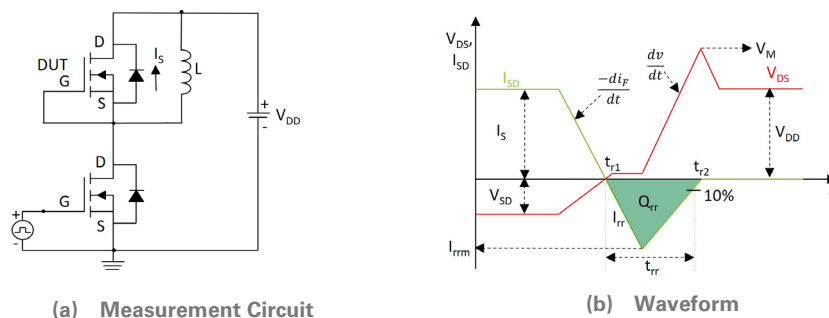 D
I_S
DUT
G
L
S
+
V_DD
-
D
G
+
-
S
(a) Measurement Circuit
V_DS,
I_SD
V_M
I_SD
-di_F
dt
dv
dt
V_DS
I_S
t_r1
t_r2
V_DD
V_SD
10%
Q_rr
I_rr
I_rrm
t_rr
(b) Waveform